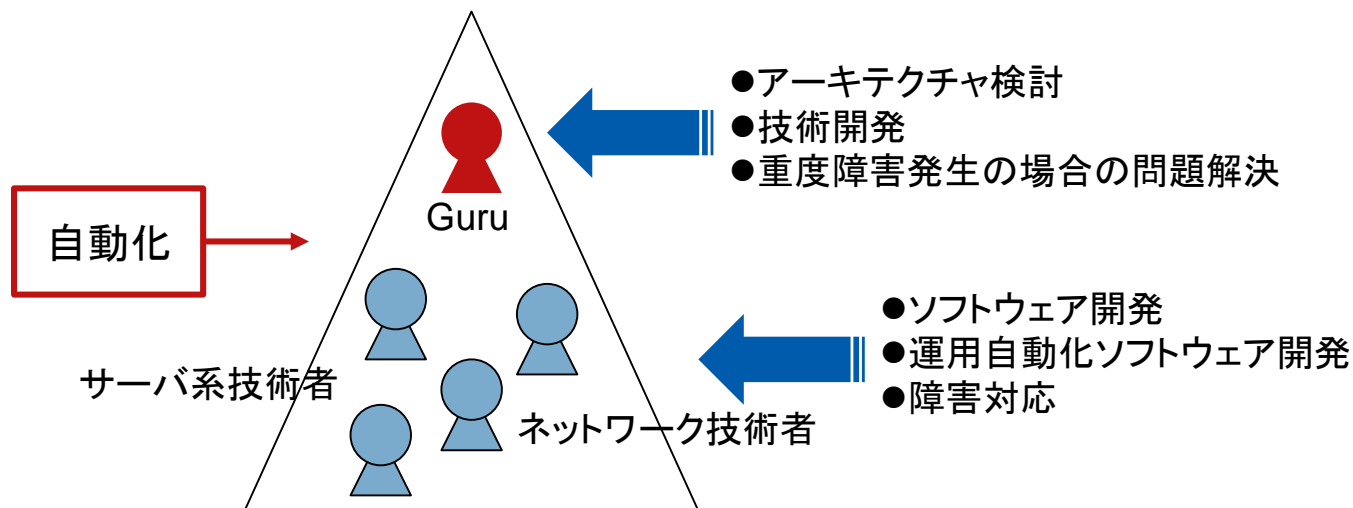 ●アーキテクチャ検討
●技術開発
●重度障害発生の場合の問題解決
Guru
自動化
●ソフトウェア開発
●運用自動化ソフトウェア開発
●障害対応
サーバ系技術者
ネットワーク技術者